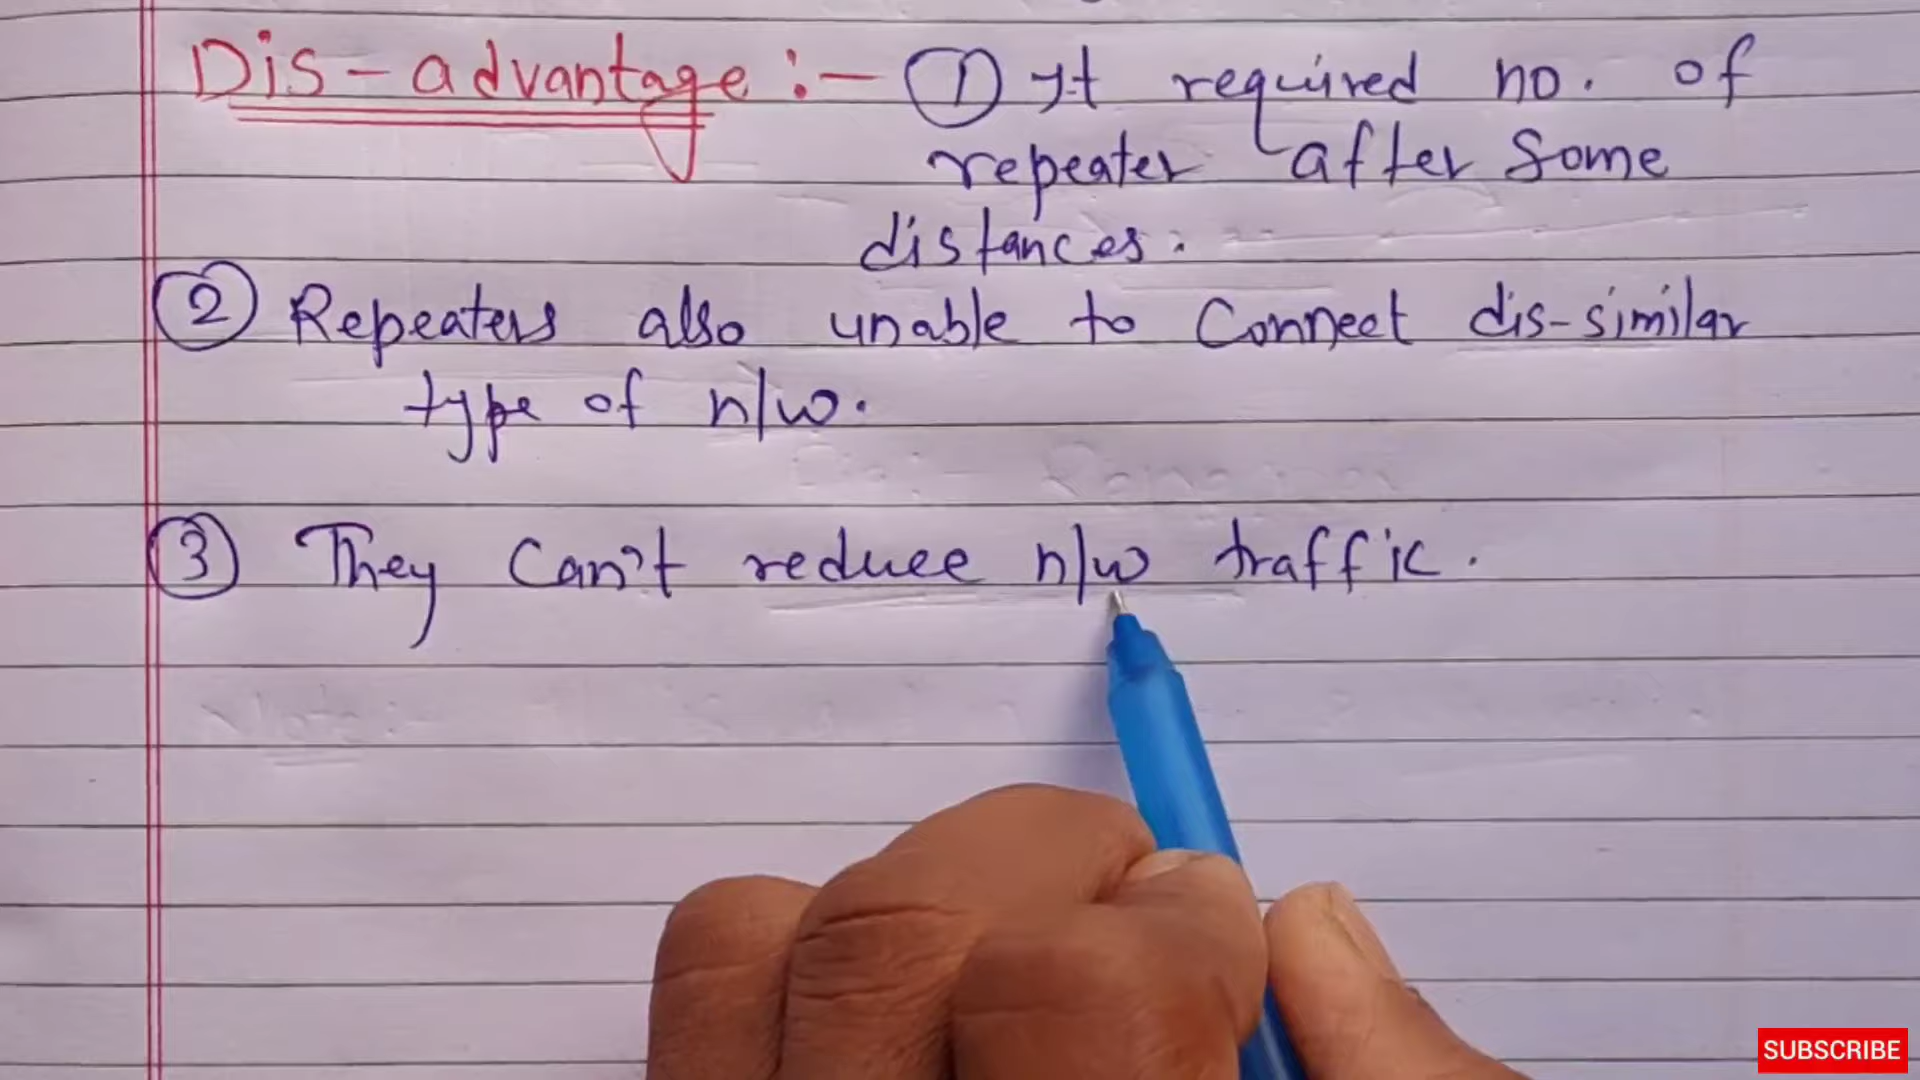 Dis-advantage :- ① It required no. of
repeater after some
distances.
② Repeaters also unable to Connect dis-similar
type of n/w.
③ They Can't reduce n/w traffic.
SUBSCRIBE